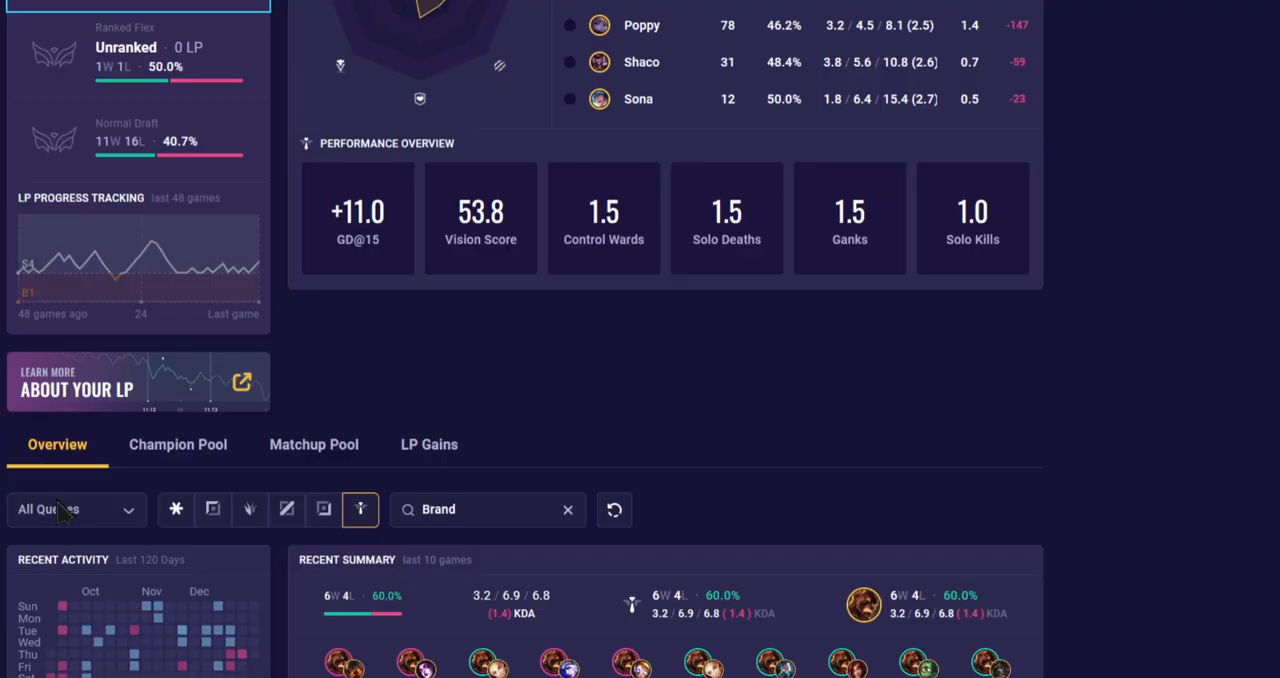 Ranked Flex
Unranked · 0 LP
1W 1L · 50.0%
Normal Draft
11W 16L · 40.7%
LP PROGRESS TRACKING last 48 games
S4
B1
48 games ago 24 Last game
LEARN MORE
ABOUT YOUR LP
11.12 11.13
Poppy 78 46.2% 3.2 / 4.5 / 8.1 (2.5) 1.4 -147
Shaco 31 48.4% 3.8 / 5.6 / 10.8 (2.6) 0.7 -59
Sona 12 50.0% 1.8 / 6.4 / 15.4 (2.7) 0.5 -23
PERFORMANCE OVERVIEW
+11.0 53.8 1.5 1.5 1.5 1.0
GD@15 Vision Score Control Wards Solo Deaths Ganks Solo Kills
Overview Champion Pool Matchup Pool LP Gains
All Queues Brand
RECENT ACTIVITY Last 120 Days
Oct Nov Dec
Sun
Mon
Tue
Wed
Thu
Fri
Sat
RECENT SUMMARY last 10 games
6W 4L · 60.0% 3.2 / 6.9 / 6.8 6W 4L · 60.0% 6W 4L · 60.0%
(1.4) KDA 3.2 / 6.9 / 6.8 ( 1.4 ) KDA 3.2 / 6.9 / 6.8 ( 1.4 ) KDA